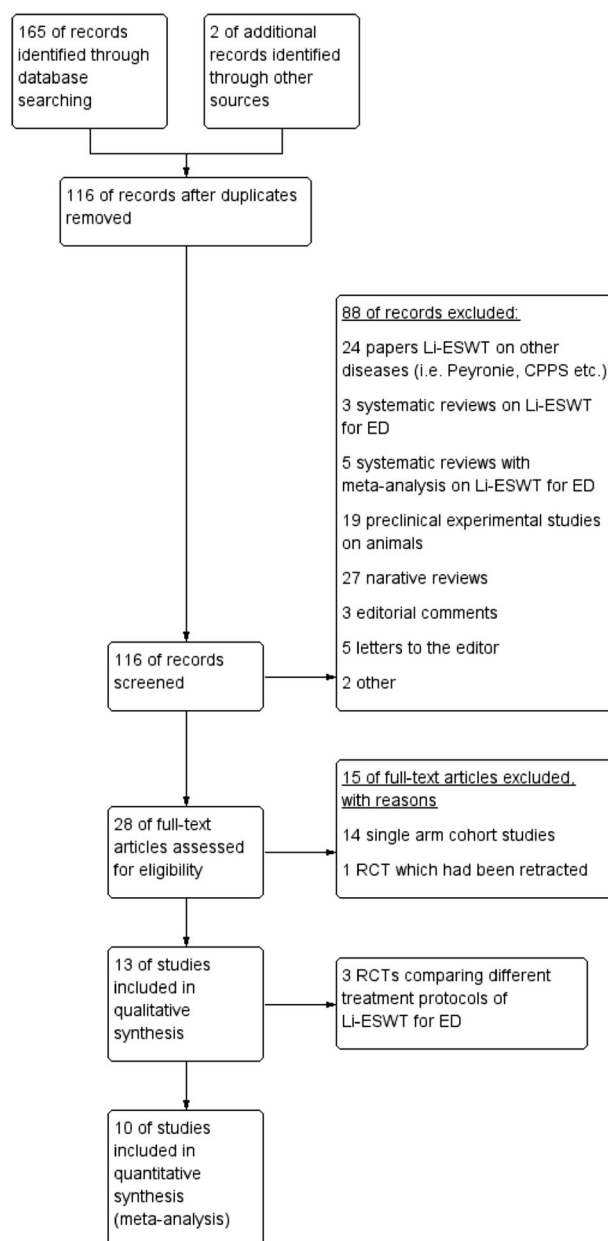 165 of records
identified through
database
searching
2 of additional
records identified
through other
sources
116 of records after duplicates
removed
88 of records excluded:
24 papers Li-ESWT on other
diseases (i.e. Peyronie, CPPS etc.)
3 systematic reviews on Li-ESWT
for ED
5 systematic reviews with
meta-analysis on Li-ESWT for ED
19 preclinical experimental studies
on animals
27 narative reviews
3 editorial comments
5 letters to the editor
2 other
116 of records
screened
15 of full-text articles excluded,
with reasons
14 single arm cohort studies
1 RCT which had been retracted
28 of full-text
articles assessed
for eligibility
13 of studies
included in
qualitative
synthesis
3 RCTs comparing different
treatment protocols of
Li-ESWT for ED
10 of studies
included in
quantitative
synthesis
(meta-analysis)